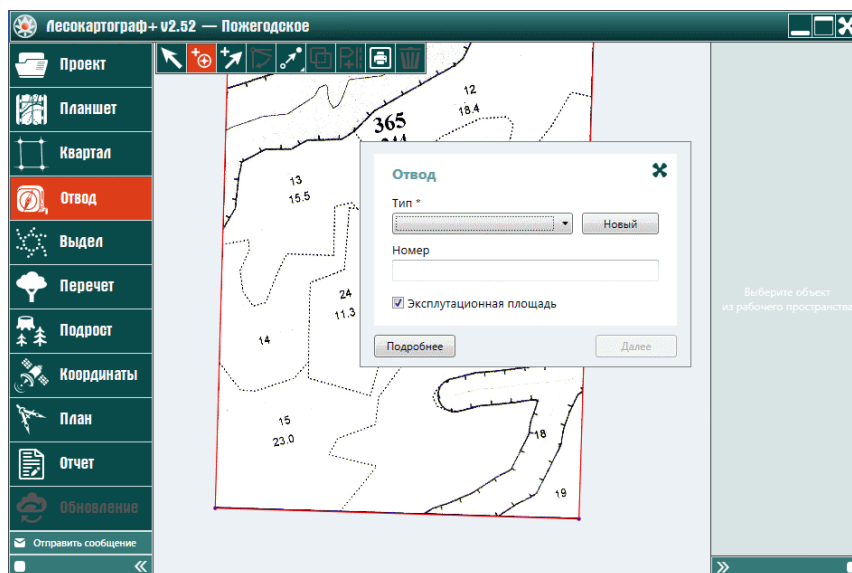 Лесокартограф+ v2.52 — Пожегодское
Проект
Планшет
Квартал
Отвод
Выдел
Перечет
Подрост
Координаты
План
Отчет
Обновление
Отправить сообщение
12
18.4
365
13
15.5
24
11.3
14
15
23.0
18
19
Отвод
Тип *
Новый
Номер
Эксплутационная площадь
Подробнее
Далее
Выберите объект
из рабочего пространства